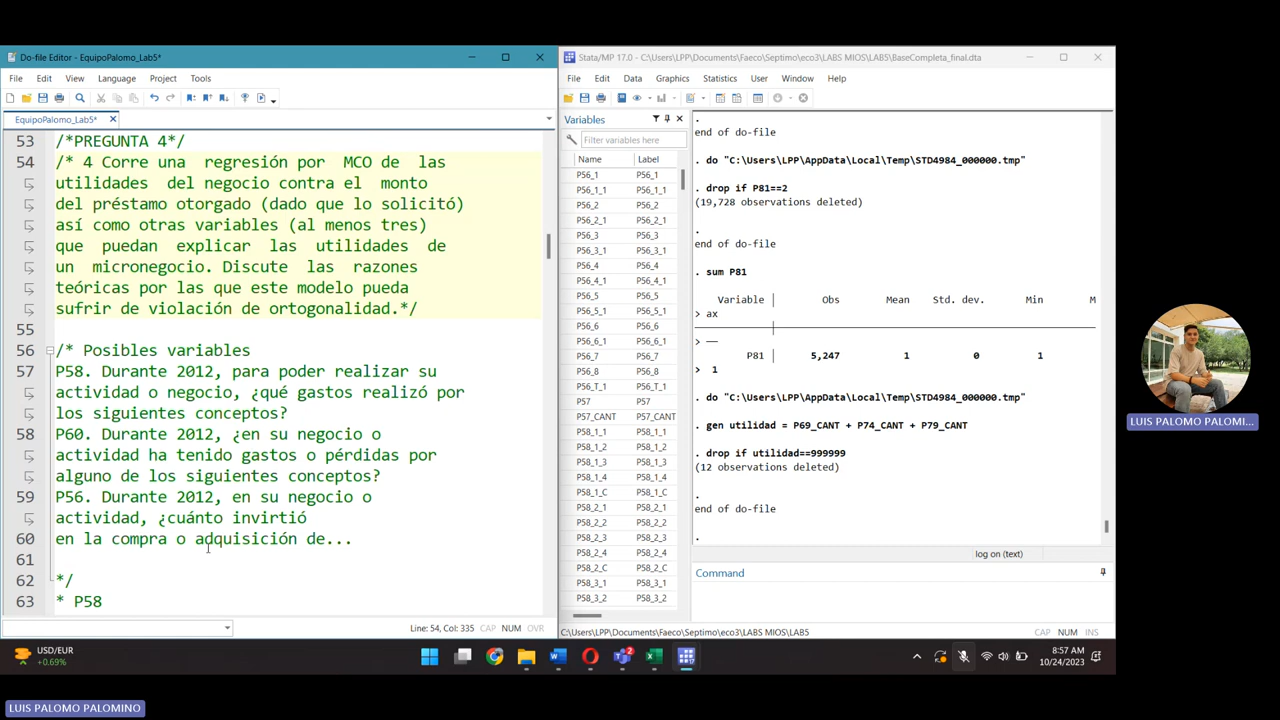 Do-file Editor - EquipoPalomo_Lab5*
File Edit View Language Project Tools
EquipoPalomo_Lab5*
53 /*PREGUNTA 4*/
54 /* 4 Corre una regresión por MCO de las
utilidades del negocio contra el monto
del préstamo otorgado (dado que lo solicitó)
así como otras variables (al menos tres)
que puedan explicar las utilidades de
un micronegocio. Discute las razones
teóricas por las que este modelo pueda
sufrir de violación de ortogonalidad.*/
55
56 /* Posibles variables
57 P58. Durante 2012, para poder realizar su
actividad o negocio, ¿qué gastos realizó por
los siguientes conceptos?
58 P60. Durante 2012, ¿en su negocio o
actividad ha tenido gastos o pérdidas por
alguno de los siguientes conceptos?
59 P56. Durante 2012, en su negocio o
actividad, ¿cuánto invirtió
60 en la compra o adquisición de...
61
62 */
63 * P58
Line: 54, Col: 335 CAP NUM OVR
Stata/MP 17.0 - C:\Users\LPP\Documents\Faeco\Septimo\eco3\LABS MIOS\LAB5\BaseCompleta_final.dta
File Edit Data Graphics Statistics User Window Help
Variables
Filter variables here
Name Label
P56_1 P56_1
P56_1_1 P56_1_1
P56_2 P56_2
P56_2_1 P56_2_1
P56_3 P56_3
P56_3_1 P56_3_1
P56_4 P56_4
P56_4_1 P56_4_1
P56_5 P56_5
P56_5_1 P56_5_1
P56_6 P56_6
P56_6_1 P56_6_1
P56_7 P56_7
P56_8 P56_8
P56_T_1 P56_T_1
P57 P57
P57_CANT P57_CANT
P58_1_1 P58_1_1
P58_1_2 P58_1_2
P58_1_3 P58_1_3
P58_1_4 P58_1_4
P58_1_C P58_1_C
P58_2_1 P58_2_1
P58_2_2 P58_2_2
P58_2_3 P58_2_3
P58_2_4 P58_2_4
P58_2_C P58_2_C
P58_3_1 P58_3_1
P58_3_2 P58_3_2
.
end of do-file
. do "C:\Users\LPP\AppData\Local\Temp\STD4984_000000.tmp"
. drop if P81==2
(19,728 observations deleted)
.
end of do-file
. sum P81
Variable | Obs Mean Std. dev. Min M
> ax
> —
P81 | 5,247 1 0 1
> 1
. do "C:\Users\LPP\AppData\Local\Temp\STD4984_000000.tmp"
. gen utilidad = P69_CANT + P74_CANT + P79_CANT
. drop if utilidad==999999
(12 observations deleted)
.
end of do-file
.
log on (text)
Command
C:\Users\LPP\Documents\Faeco\Septimo\eco3\LABS MIOS\LAB5
CAP NUM INS
USD/EUR
+0.69%
2
8:57 AM
10/24/2023
LUIS PALOMO PALOMI...
LUIS PALOMO PALOMINO